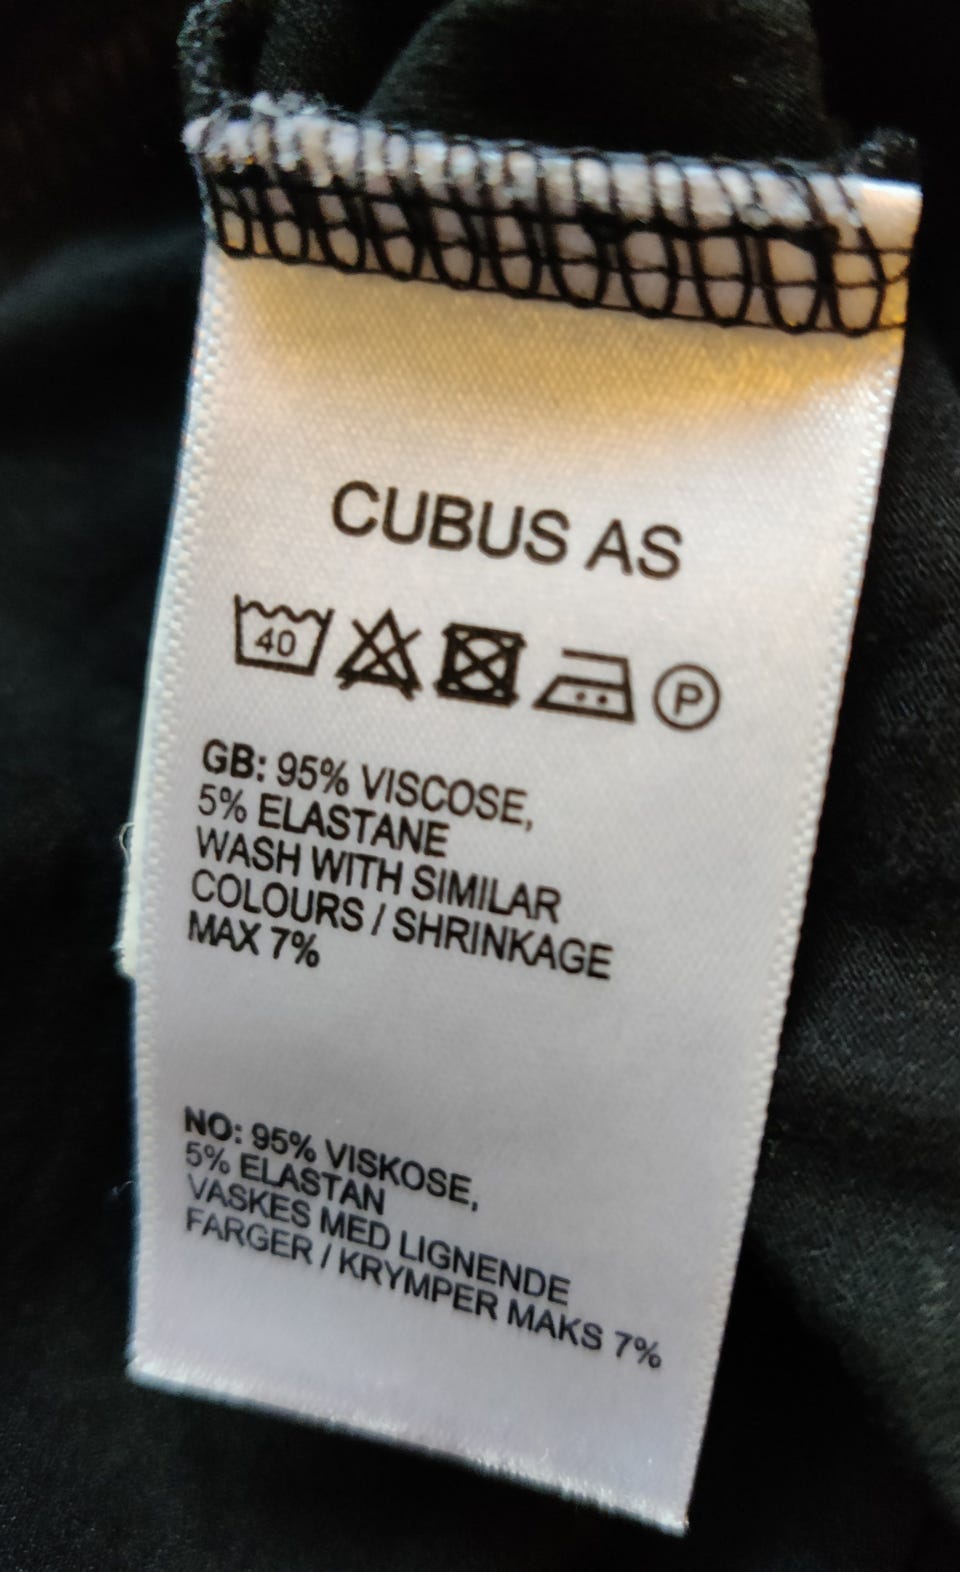 CUBUS AS
40 P
GB: 95% VISCOSE,
5% ELASTANE
WASH WITH SIMILAR
COLOURS / SHRINKAGE
MAX 7%
NO: 95% VISKOSE,
5% ELASTAN
VASKES MED LIGNENDE
FARGER / KRYMPER MAKS 7%